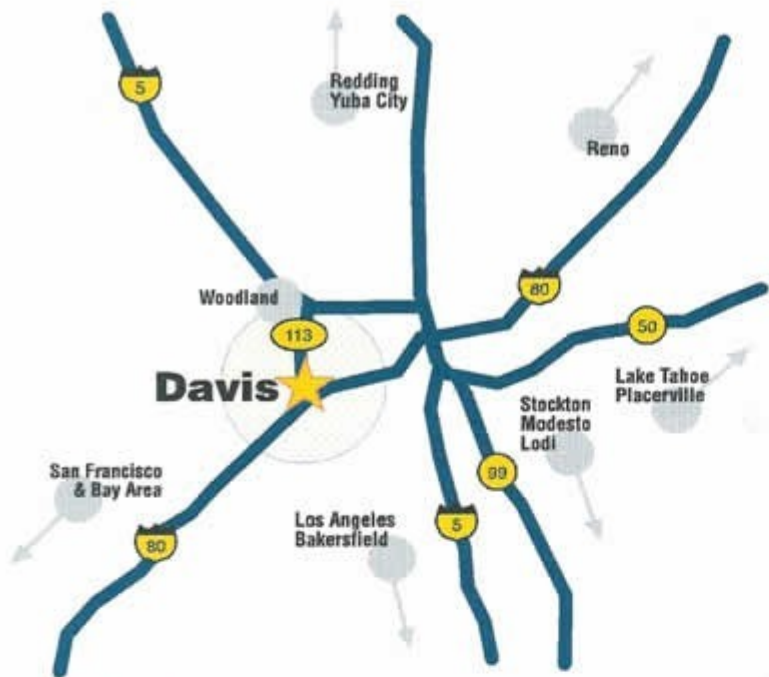 5
Redding
Yuba City
Reno
80
Woodland
113
50
Davis
Lake Tahoe
Placerville
Stockton
Modesto
Lodi
San Francisco
& Bay Area
99
Los Angeles
Bakersfield
5
80